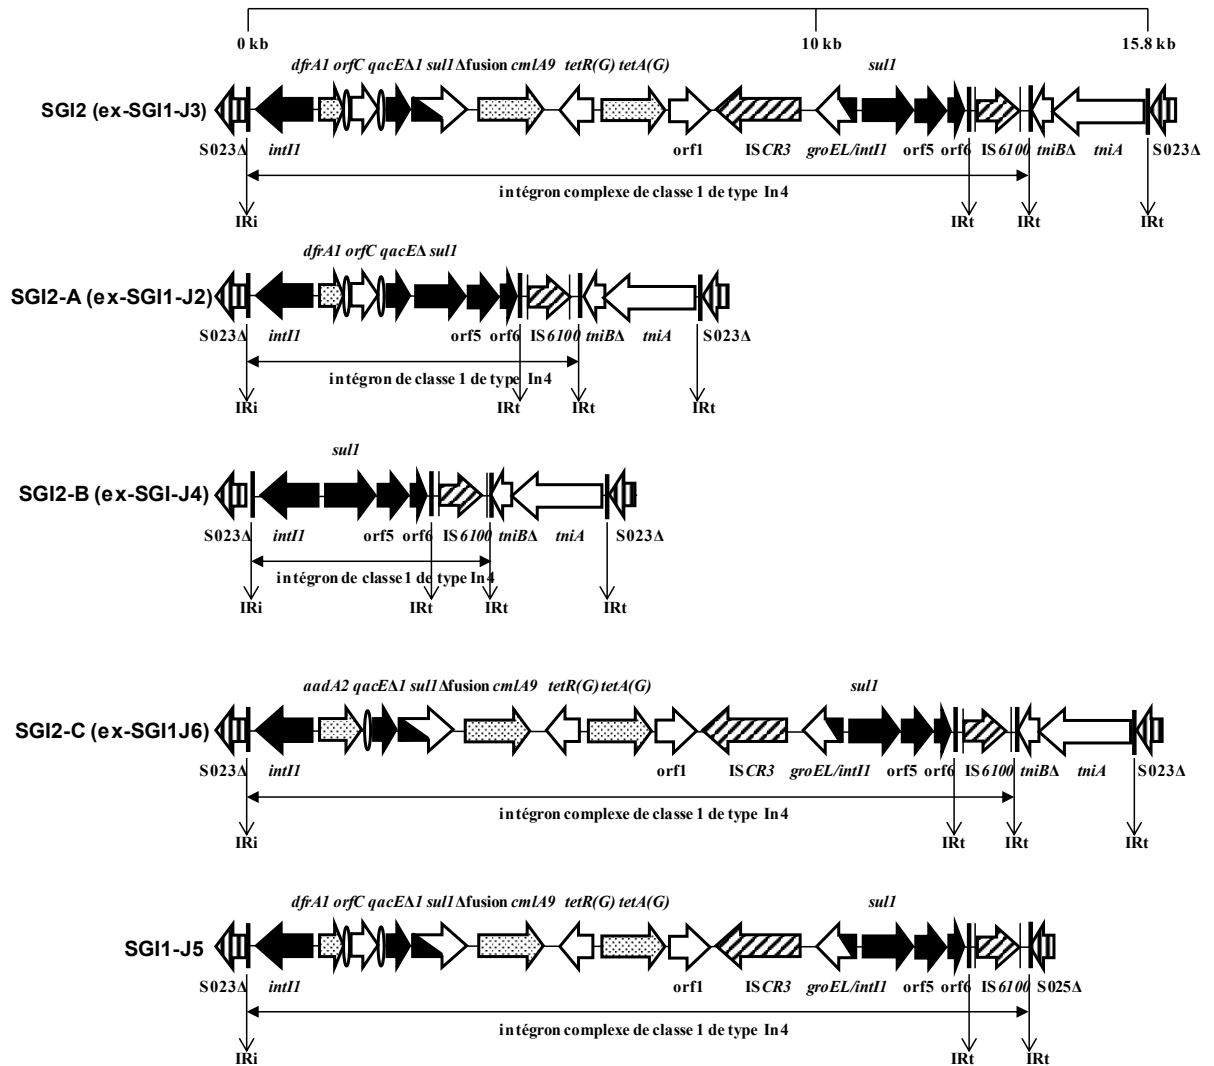 0 kb 10 kb 15.8 kb
dfrA1 orfC qacEΔ1 sul1 Δfusion cmlA9 tetR(G) tetA(G) sul1
SGI2 (ex-SGI1-J3)
S023Δ intI1 orf1 ISCR3 groEL/intI1 orf5 orf6 IS6100 tniBΔ tniA S023Δ
intégron complexe de classe 1 de type In4
IRi IRt IRt IRt
dfrA1 orfC qacEΔ sul1
SGI2-A (ex-SGI1-J2)
S023Δ intI1 orf5 orf6 IS6100 tniBΔ tniA S023Δ
intégron de classe 1 de type In4
IRi IRt IRt IRt
sul1
SGI2-B (ex-SGI-J4)
S023Δ intI1 orf5 orf6 IS6100 tniBΔ tniA S023Δ
intégron de classe 1 de type In4
IRi IRt IRt IRt
aadA2 qacEΔ1 sul1 Δfusion cmlA9 tetR(G) tetA(G) sul1
SGI2-C (ex-SGI1J6)
S023Δ intI1 orf1 ISCR3 groEL/intI1 orf5 orf6 IS6100 tniBΔ tniA S023Δ
intégron complexe de classe 1 de type In4
IRi IRt IRt IRt
dfrA1 orfC qacEΔ1 sul1 Δfusion cmlA9 tetR(G) tetA(G) sul1
SGI1-J5
S023Δ intI1 orf1 ISCR3 groEL/intI1 orf5 orf6 IS6100 S025Δ
intégron complexe de classe 1 de type In4
IRi IRt IRt